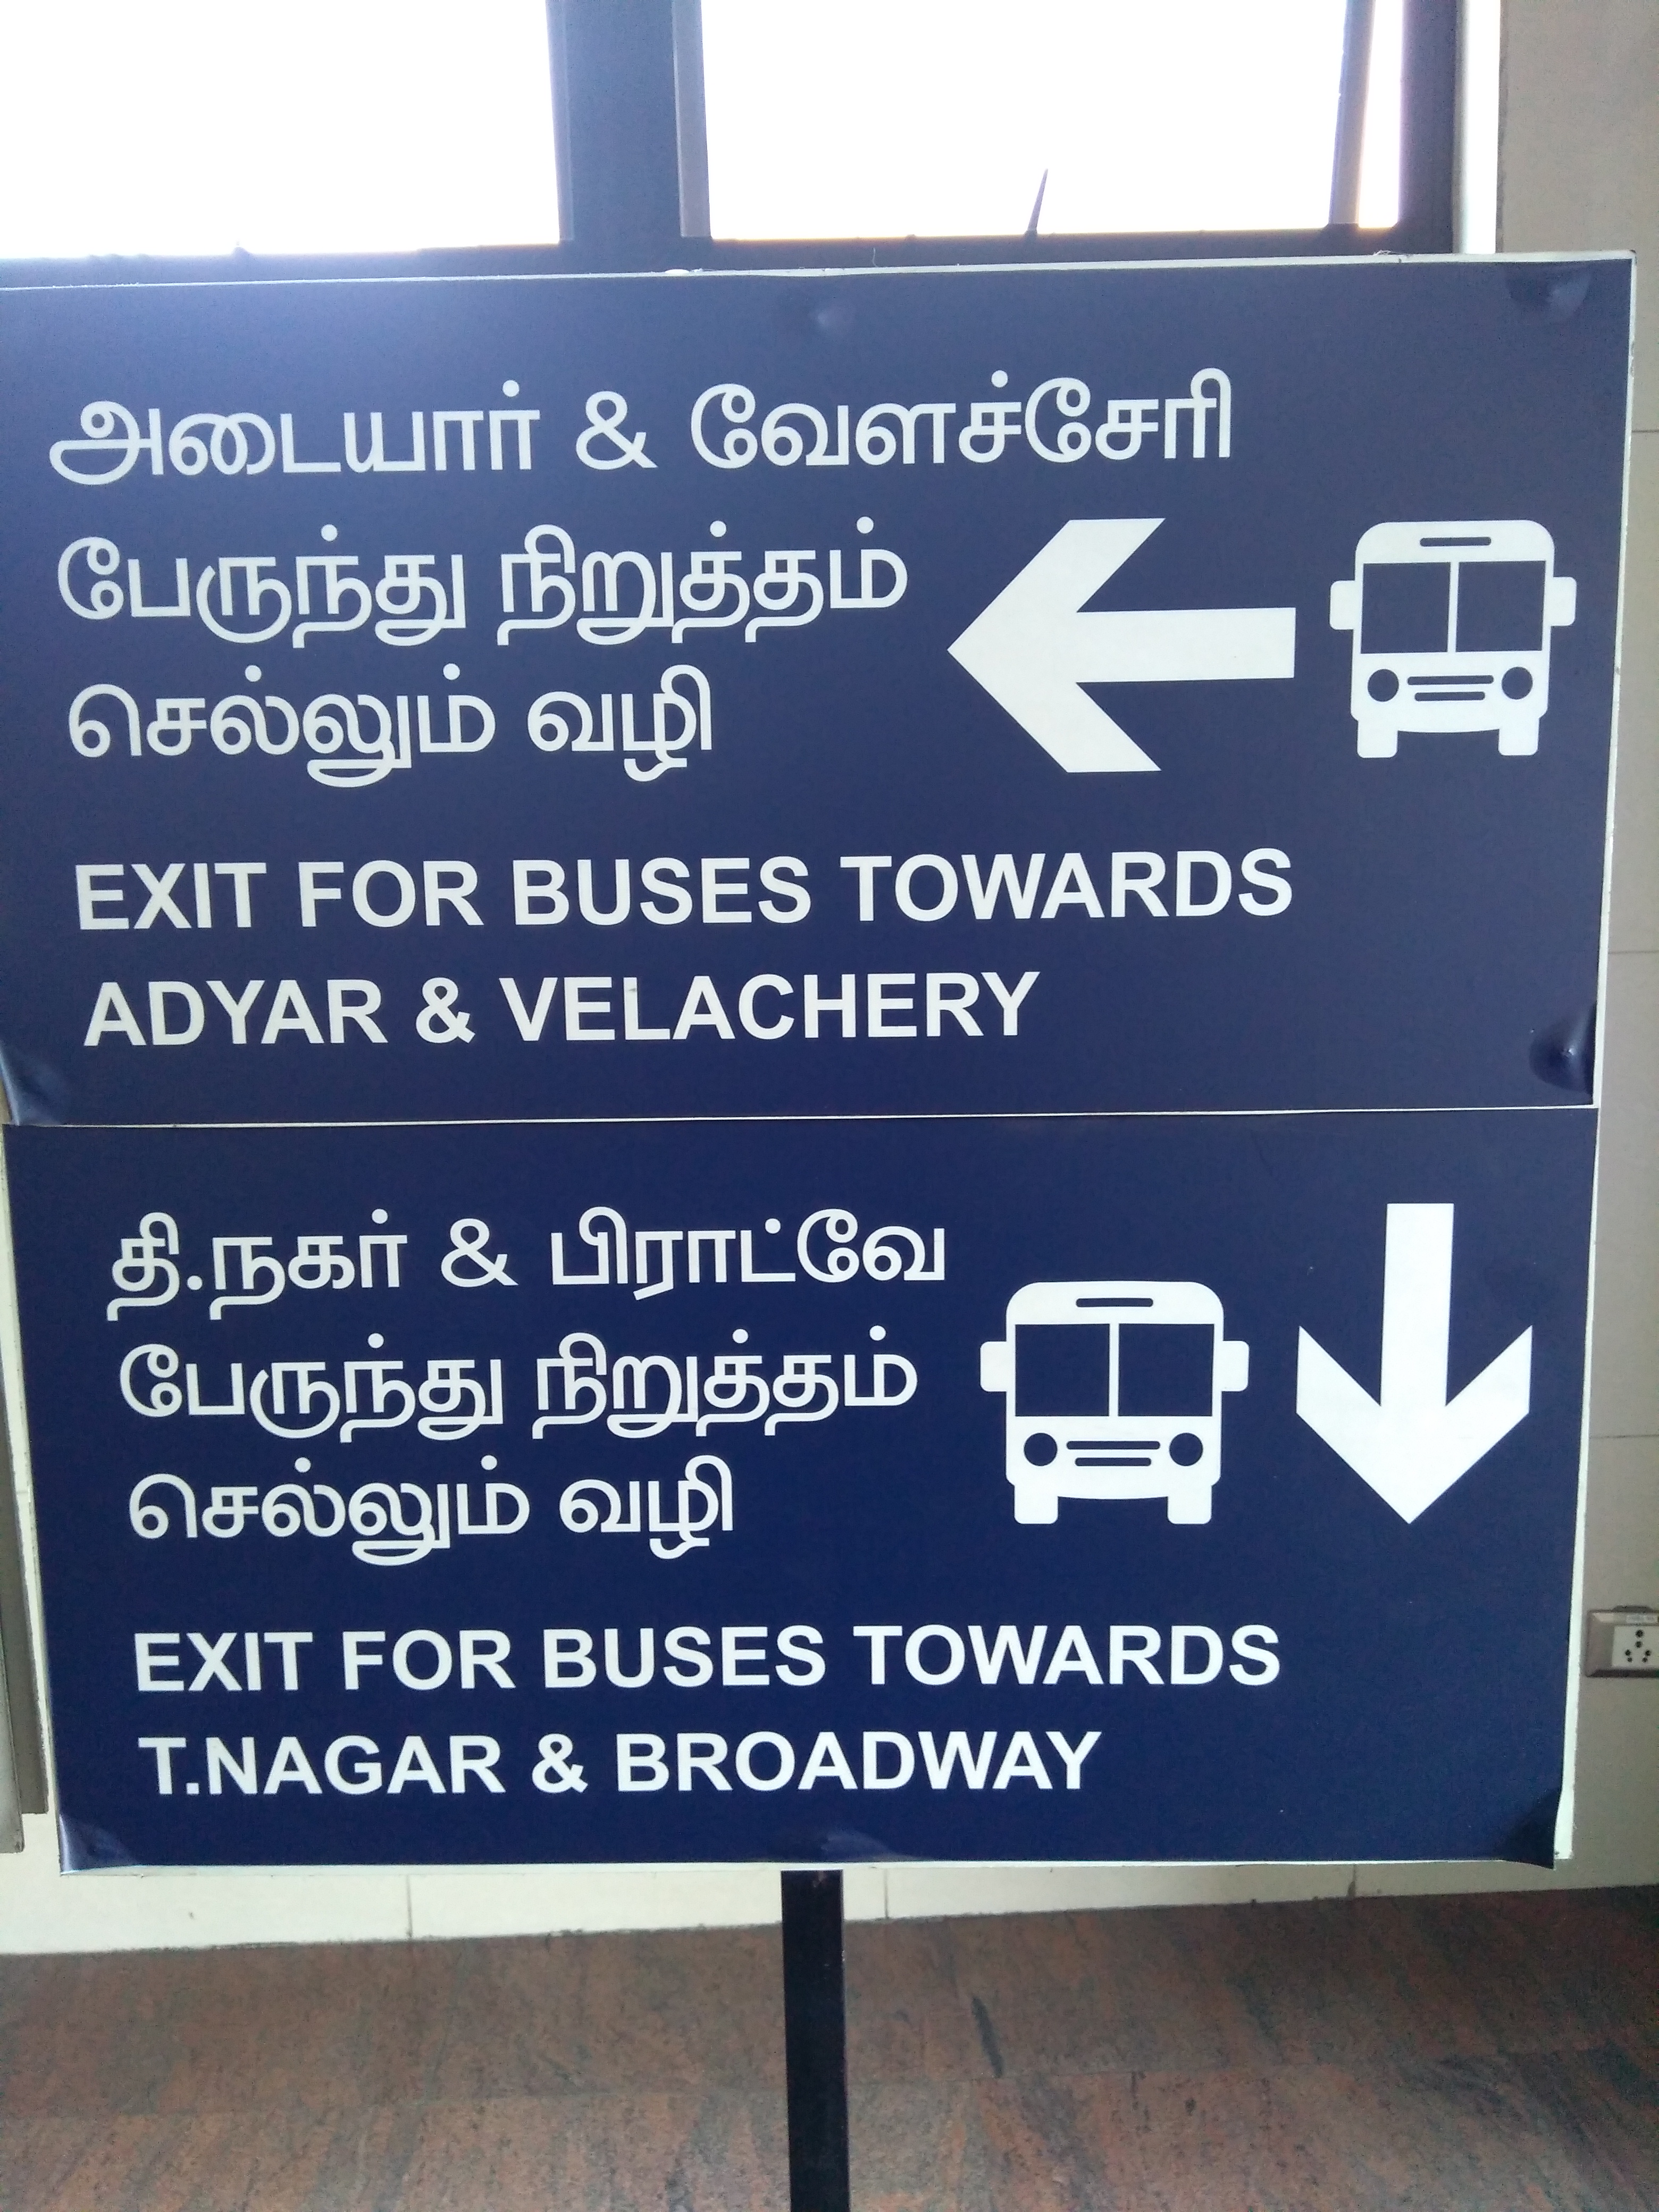 அடையார் & வேளச்சேரி
பேருந்து நிறுத்தம்
செல்லும் வழி
EXIT FOR BUSES TOWARDS
ADYAR & VELACHERY
தி.நகர் & பிராட்வே
பேருந்து நிறுத்தம்
செல்லும் வழி
EXIT FOR BUSES TOWARDS
T.NAGAR & BROADWAY